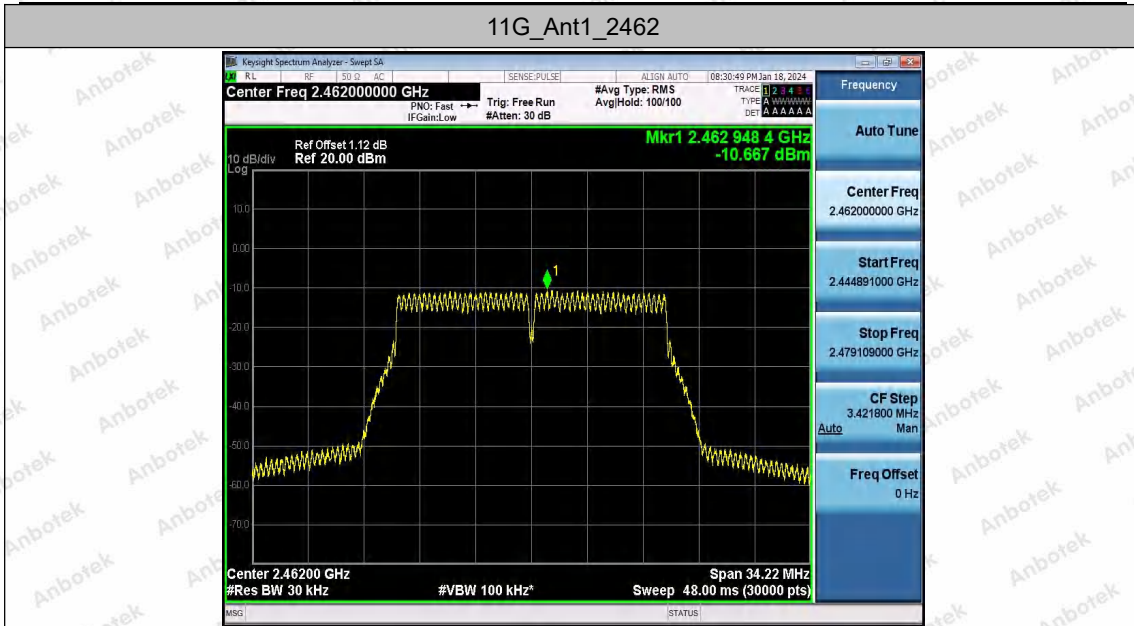 11G_Ant1_2462
Keysight Spectrum Analyzer - Swept SA
RL RF 50 Ω AC SENSE:PULSE ALIGN AUTO 08:30:49 PM Jan 18, 2024
Center Freq 2.462000000 GHz
#Avg Type: RMS
TRACE 1 2 3 4 5 6
PNO: Fast
Trig: Free Run
Avg|Hold: 100/100
TYPE A WWWWW
IFGain:Low
#Atten: 30 dB
DET A A A A A A
Frequency
Mkr1 2.462 948 4 GHz
-10.667 dBm
Ref Offset 1.12 dB
10 dB/div Ref 20.00 dBm
Log
10.0
0.00
-10.0
-20.0
-30.0
-40.0
-50.0
-60.0
-70.0
1
Center 2.46200 GHz
Span 34.22 MHz
#Res BW 30 kHz
#VBW 100 kHz*
Sweep 48.00 ms (30000 pts)
MSG
STATUS
Auto Tune
Center Freq
2.462000000 GHz
Start Freq
2.444891000 GHz
Stop Freq
2.479109000 GHz
CF Step
3.421800 MHz
Auto Man
Freq Offset
0 Hz
Anbotek